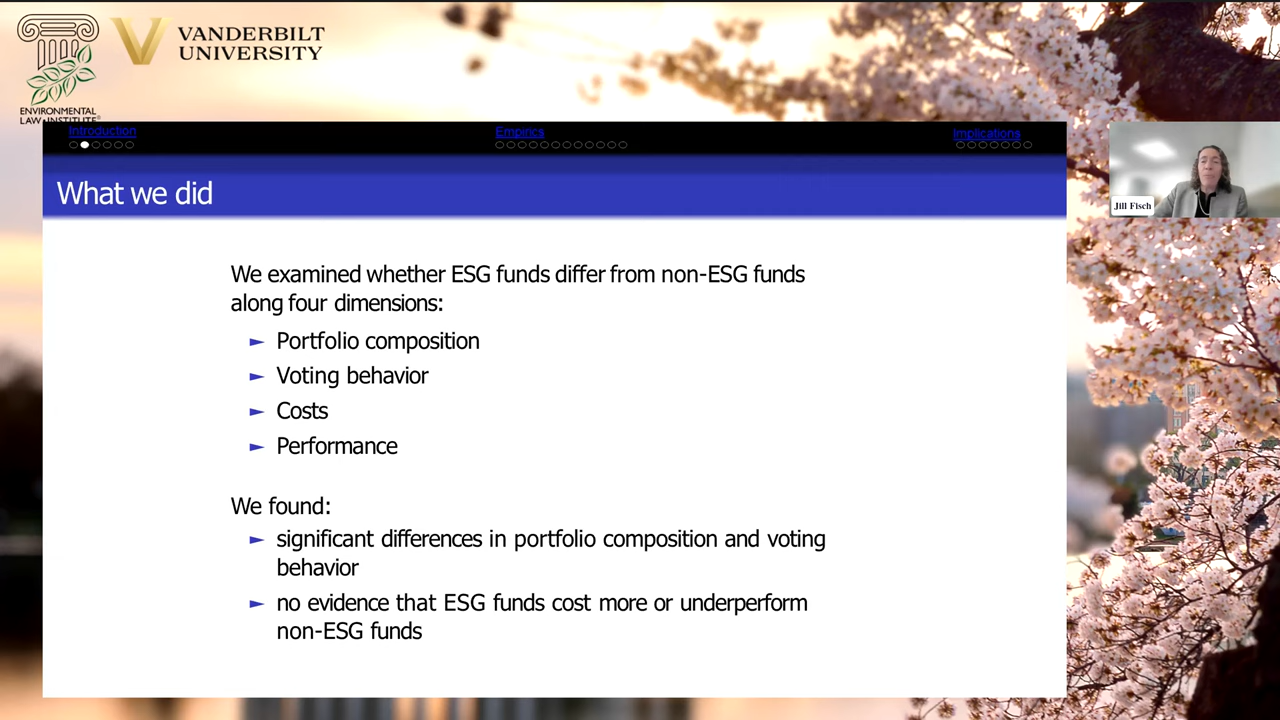 VANDERBILT
UNIVERSITY
ENVIRONMENTAL
LAW INSTITUTE®
Introduction
Empirics
Implications
What we did
Jill Fisch
We examined whether ESG funds differ from non-ESG funds
along four dimensions:
► Portfolio composition
► Voting behavior
► Costs
► Performance
We found:
► significant differences in portfolio composition and voting
behavior
► no evidence that ESG funds cost more or underperform
non-ESG funds